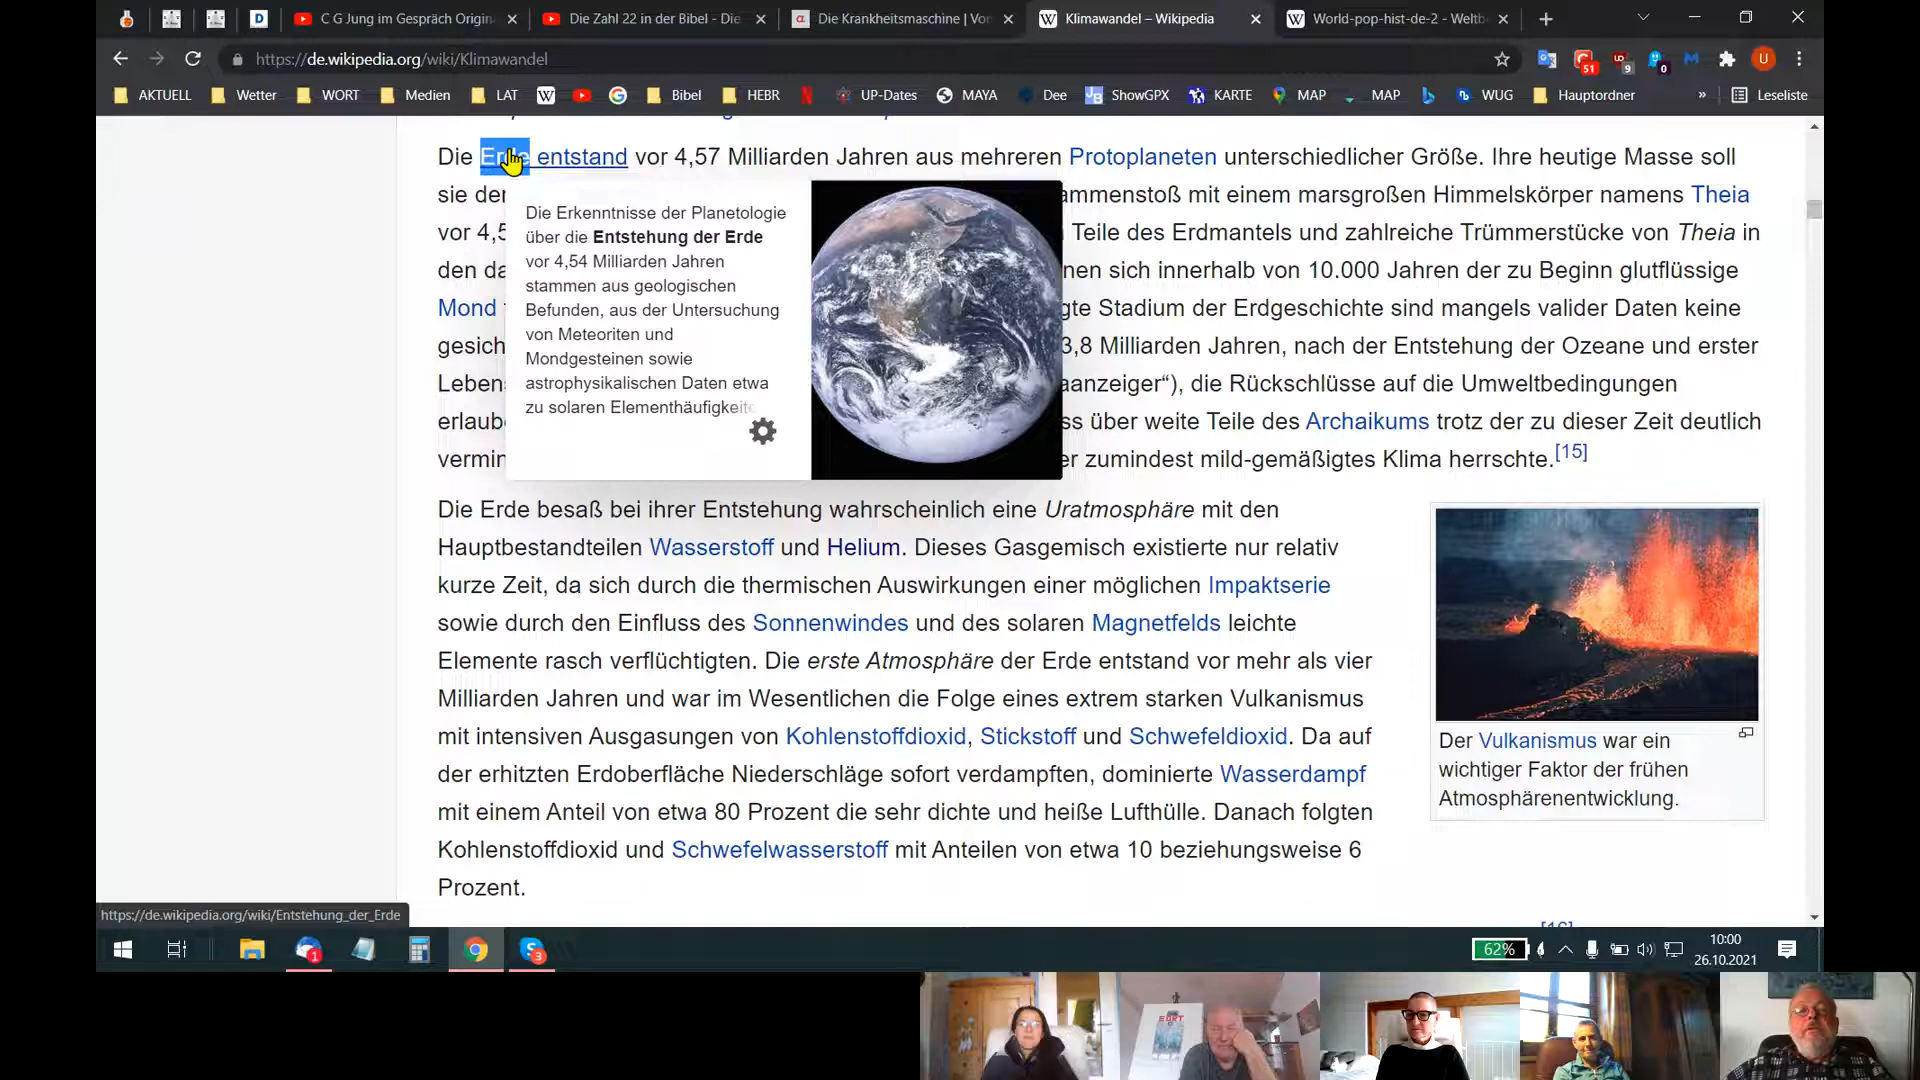 C G Jung im Gespräch Origin
Die Zahl 22 in der Bibel - Die
Die Krankheitsmaschine | Vo
Klimawandel – Wikipedia
World-pop-hist-de-2 - Weltb
https://de.wikipedia.org/wiki/Klimawandel
AKTUELL Wetter WORT Medien LAT Bibel HEBR UP-Dates MAYA Dee ShowGPX KARTE MAP MAP WUG Hauptordner » Leseliste
Die Erde entstand vor 4,57 Milliarden Jahren aus mehreren Protoplaneten unterschiedlicher Größe. Ihre heutige Masse soll
sie der ammenstoß mit einem marsgroßen Himmelskörper namens Theia
vor 4,5 Teile des Erdmantels und zahlreiche Trümmerstücke von Theia in
den da nen sich innerhalb von 10.000 Jahren der zu Beginn glutflüssige
Mond gte Stadium der Erdgeschichte sind mangels valider Daten keine
gesich 3,8 Milliarden Jahren, nach der Entstehung der Ozeane und erster
Lebens aanzeiger“), die Rückschlüsse auf die Umweltbedingungen
erlaub ss über weite Teile des Archaikums trotz der zu dieser Zeit deutlich
vermin er zumindest mild-gemäßigtes Klima herrschte.[15]
Die Erkenntnisse der Planetologie
über die Entstehung der Erde
vor 4,54 Milliarden Jahren
stammen aus geologischen
Befunden, aus der Untersuchung
von Meteoriten und
Mondgesteinen sowie
astrophysikalischen Daten etwa
zu solaren Elementhäufigkeite
Die Erde besaß bei ihrer Entstehung wahrscheinlich eine Uratmosphäre mit den
Hauptbestandteilen Wasserstoff und Helium. Dieses Gasgemisch existierte nur relativ
kurze Zeit, da sich durch die thermischen Auswirkungen einer möglichen Impaktserie
sowie durch den Einfluss des Sonnenwindes und des solaren Magnetfelds leichte
Elemente rasch verflüchtigten. Die erste Atmosphäre der Erde entstand vor mehr als vier
Milliarden Jahren und war im Wesentlichen die Folge eines extrem starken Vulkanismus
mit intensiven Ausgasungen von Kohlenstoffdioxid, Stickstoff und Schwefeldioxid. Da auf
der erhitzten Erdoberfläche Niederschläge sofort verdampften, dominierte Wasserdampf
mit einem Anteil von etwa 80 Prozent die sehr dichte und heiße Lufthülle. Danach folgten
Kohlenstoffdioxid und Schwefelwasserstoff mit Anteilen von etwa 10 beziehungsweise 6
Prozent.
Der Vulkanismus war ein
wichtiger Faktor der frühen
Atmosphärenentwicklung.
https://de.wikipedia.org/wiki/Entstehung_der_Erde
62%
10:00
26.10.2021